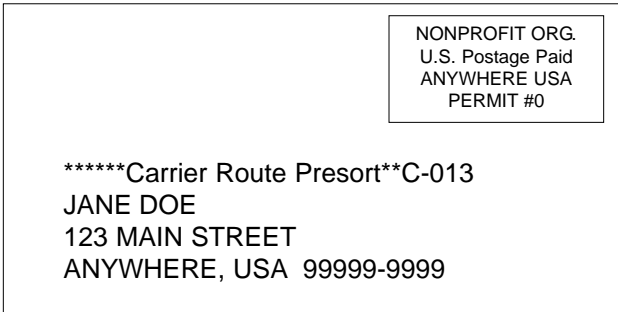 NONPROFIT ORG.
U.S. Postage Paid
ANYWHERE USA
PERMIT #0
******Carrier Route Presort**C-013
JANE DOE
123 MAIN STREET
ANYWHERE, USA  99999-9999